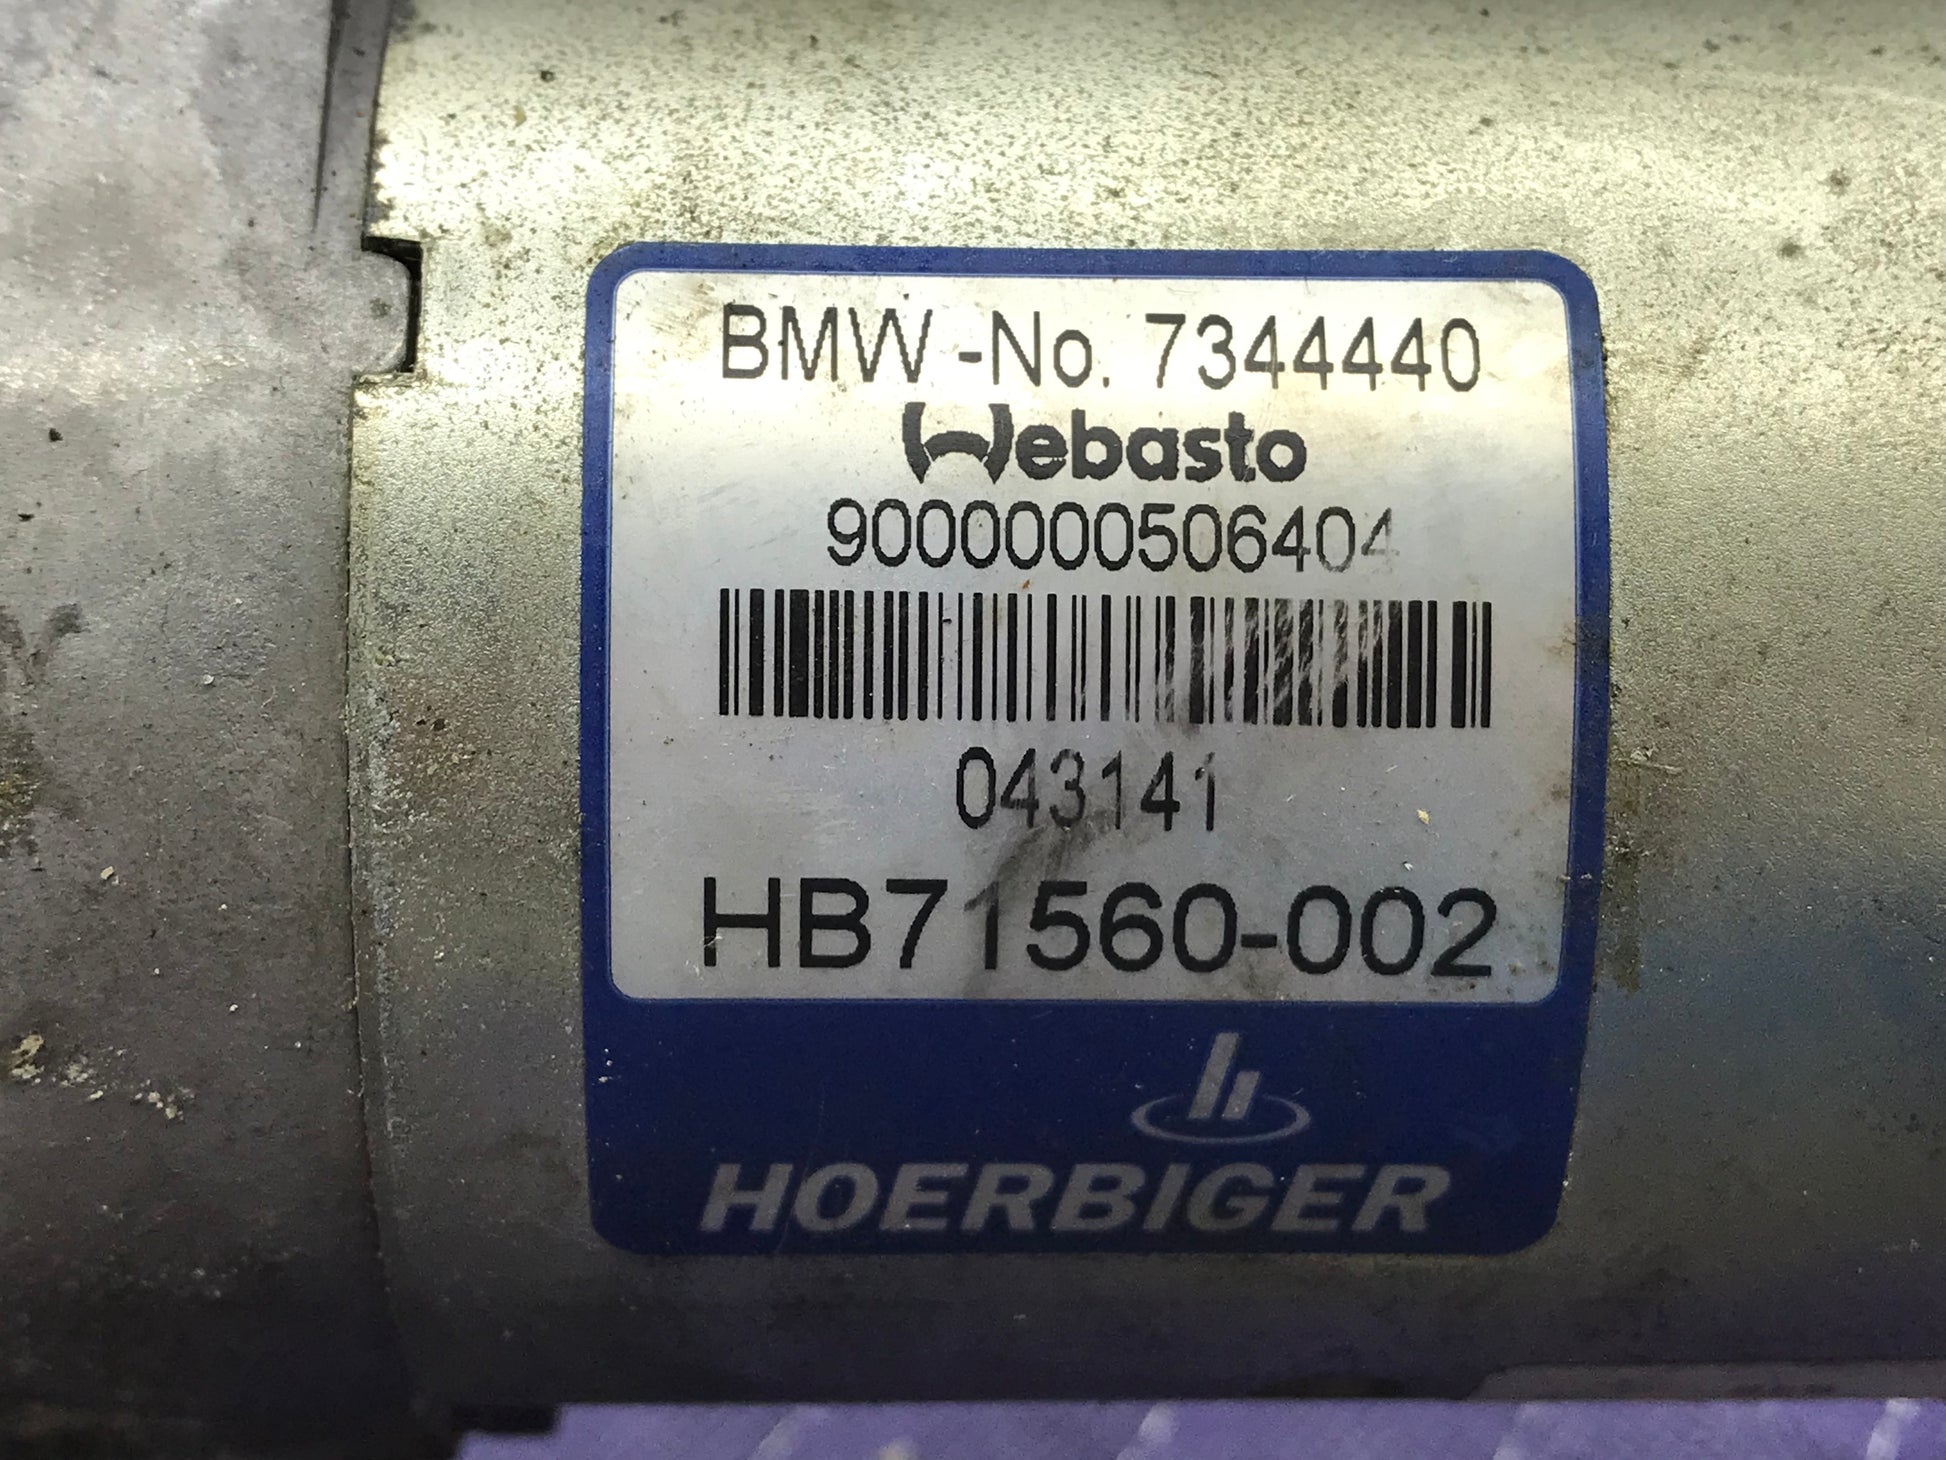 BMW -No. 7344440
Webasto
9000000506404
043141
HB71560-002
HOERBIGER